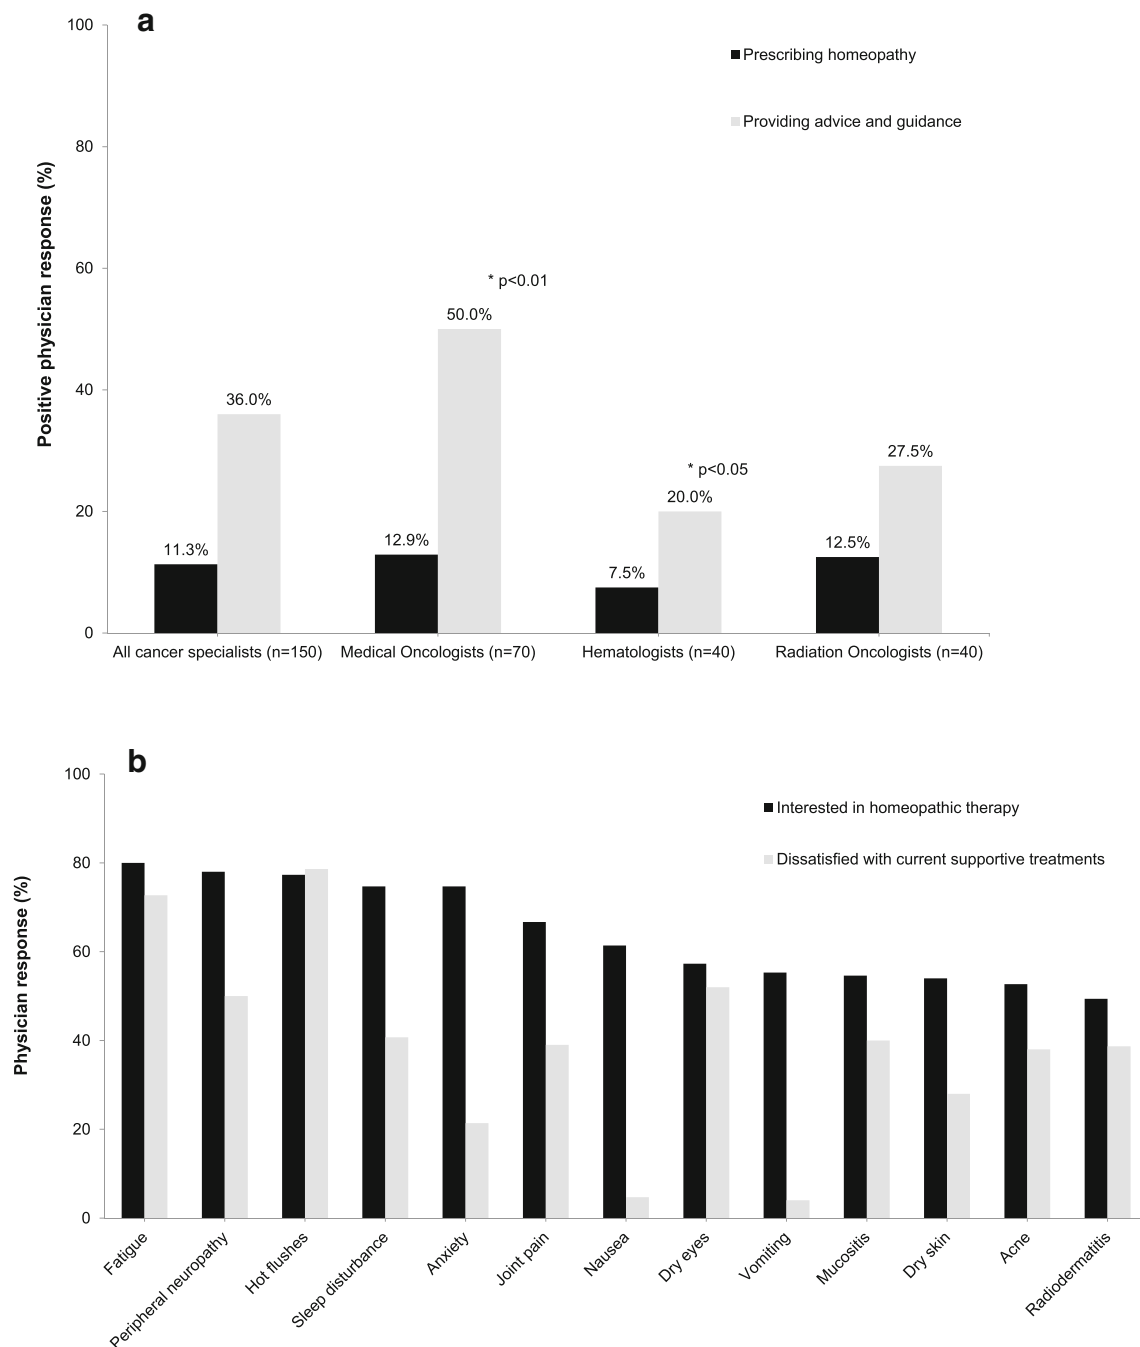 a
100
80
60
40
20
0
Positive physician response (%)
Prescribing homeopathy
Providing advice and guidance
* p<0.01
50.0%
36.0%
* p<0.05
27.5%
20.0%
11.3%
12.9%
7.5%
12.5%
All cancer specialists (n=150)
Medical Oncologists (n=70)
Hematologists (n=40)
Radiation Oncologists (n=40)
b
100
80
60
40
20
0
Physician response (%)
Interested in homeopathic therapy
Dissatisfied with current supportive treatments
Fatigue
Peripheral neuropathy
Hot flushes
Sleep disturbance
Anxiety
Joint pain
Nausea
Dry eyes
Vomiting
Mucositis
Dry skin
Acne
Radiodermatitis